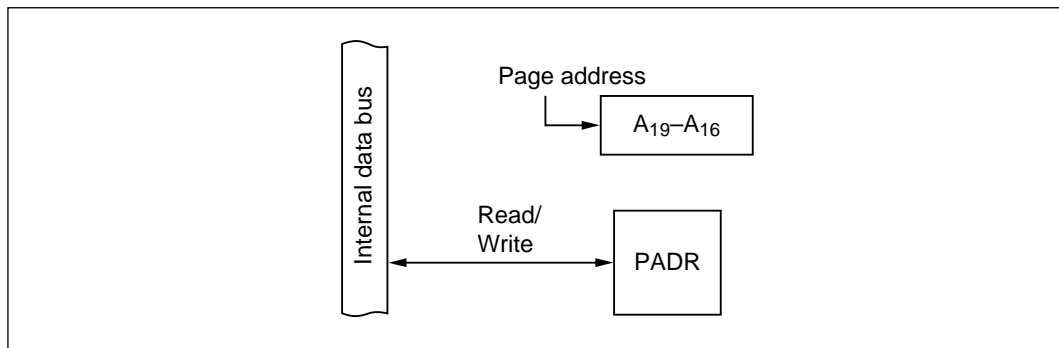 Internal data bus
Page address
A₁₉–A₁₆
Read/
Write
PADR